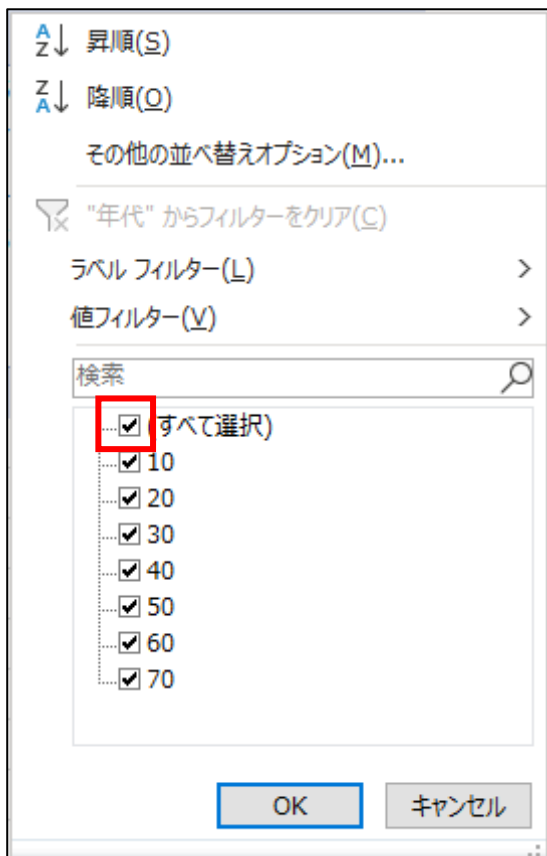 昇順(S)
降順(O)
その他の並べ替えオプション(M)...
"年代" からフィルターをクリア(C)
ラベル フィルター(L)
値フィルター(V)
検索
(すべて選択)
10
20
30
40
50
60
70
OK キャンセル